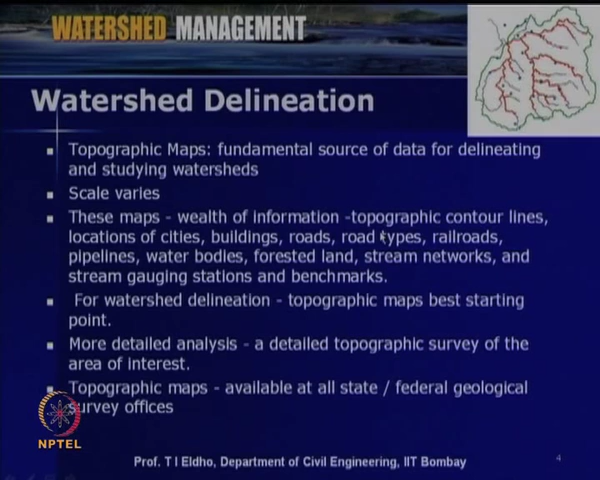 WATERSHED MANAGEMENT
Watershed Delineation
Topographic Maps: fundamental source of data for delineating
and studying watersheds
Scale varies
These maps - wealth of information -topographic contour lines,
locations of cities, buildings, roads, road types, railroads,
pipelines, water bodies, forested land, stream networks, and
stream gauging stations and benchmarks.
For watershed delineation - topographic maps best starting
point.
More detailed analysis - a detailed topographic survey of the
area of interest.
Topographic maps - available at all state / federal geological
survey offices
NPTEL
Prof. T I Eldho, Department of Civil Engineering, IIT Bombay
4